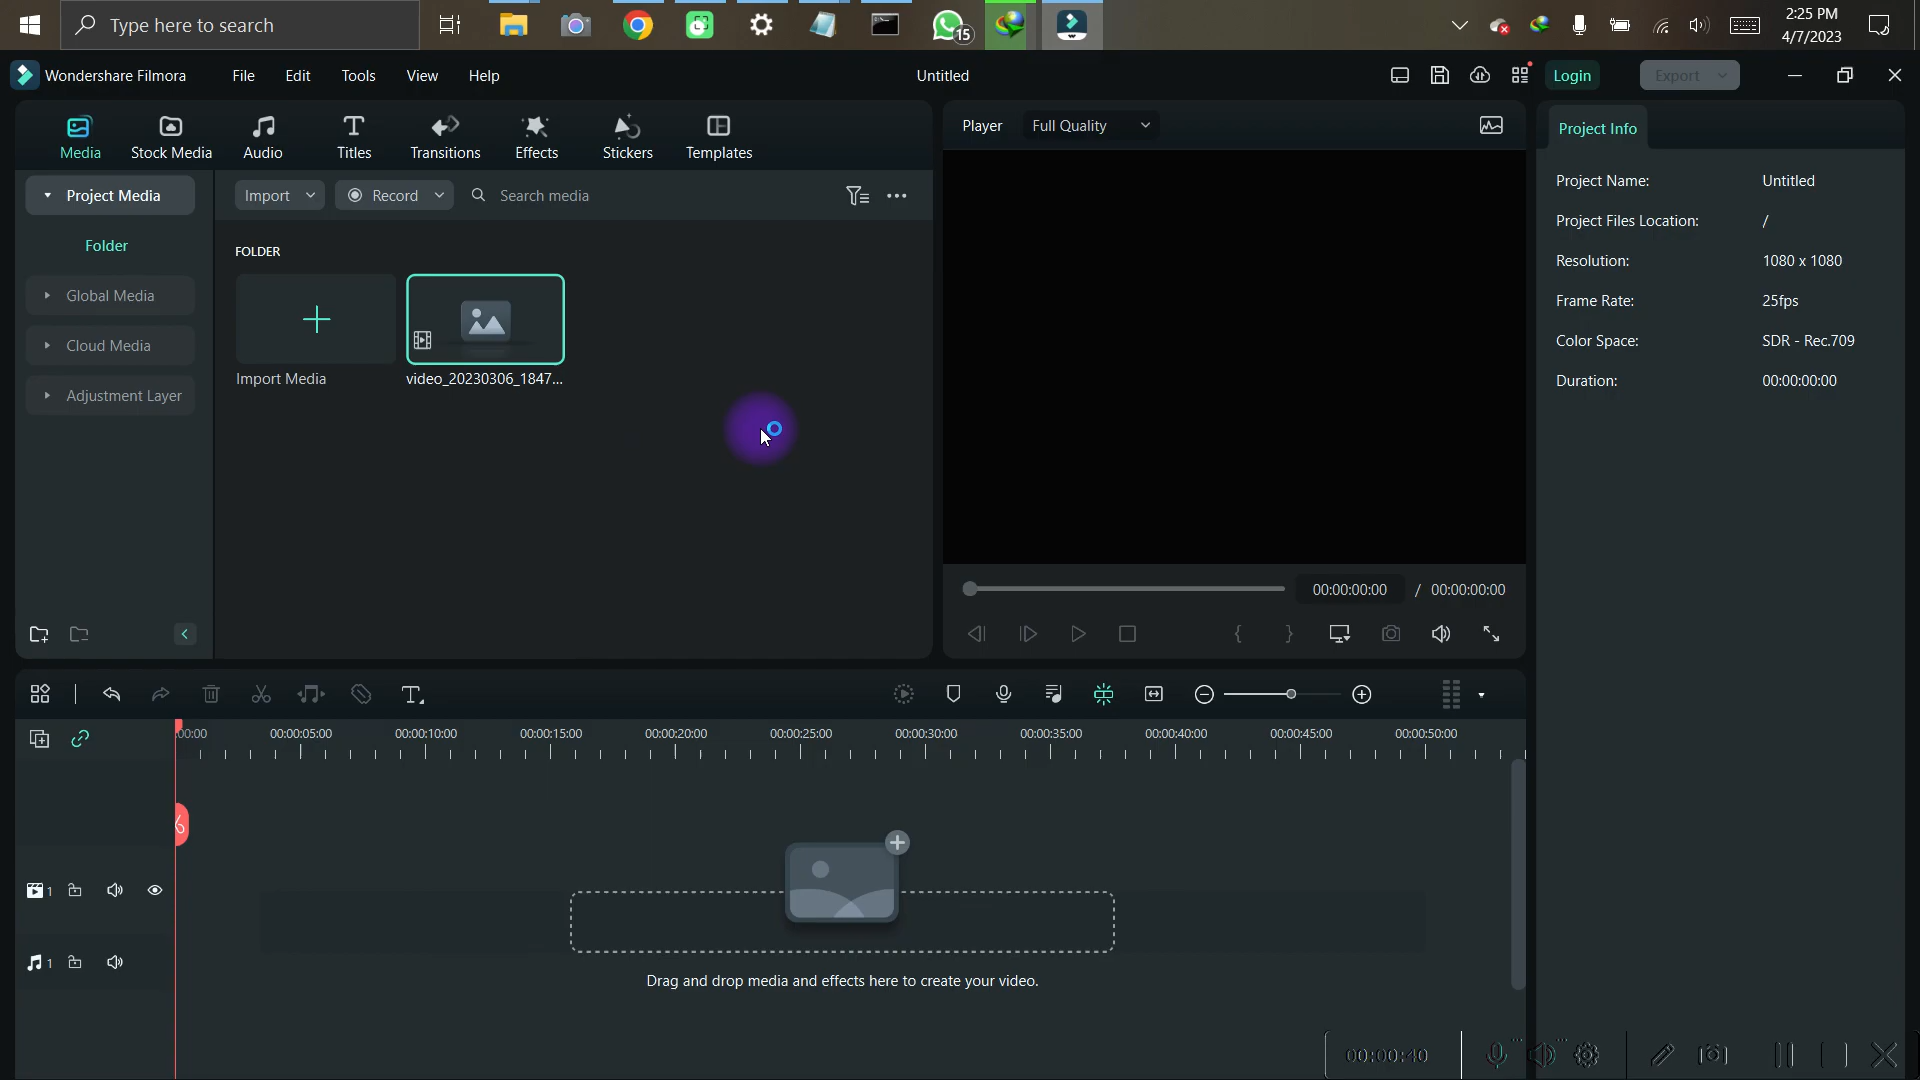 Type here to search
15
2:25 PM
4/7/2023
Wondershare Filmora
File
Edit
Tools
View
Help
Untitled
Login
Export
Media
Stock Media
Audio
Titles
Transitions
Effects
Stickers
Templates
Player
Full Quality
Project Info
Project Media
Import
Record
Search media
Project Name:
Untitled
Project Files Location:
/
Folder
FOLDER
Resolution:
1080 x 1080
Global Media
Frame Rate:
25fps
Cloud Media
Color Space:
SDR - Rec.709
Import Media
video_20230306_1847...
Duration:
00:00:00:00
Adjustment Layer
00:00:00:00
/
00:00:00:00
:00:00
00:00:05:00
00:00:10:00
00:00:15:00
00:00:20:00
00:00:25:00
00:00:30:00
00:00:35:00
00:00:40:00
00:00:45:00
00:00:50:00
1
1
Drag and drop media and effects here to create your video.
00:00:40